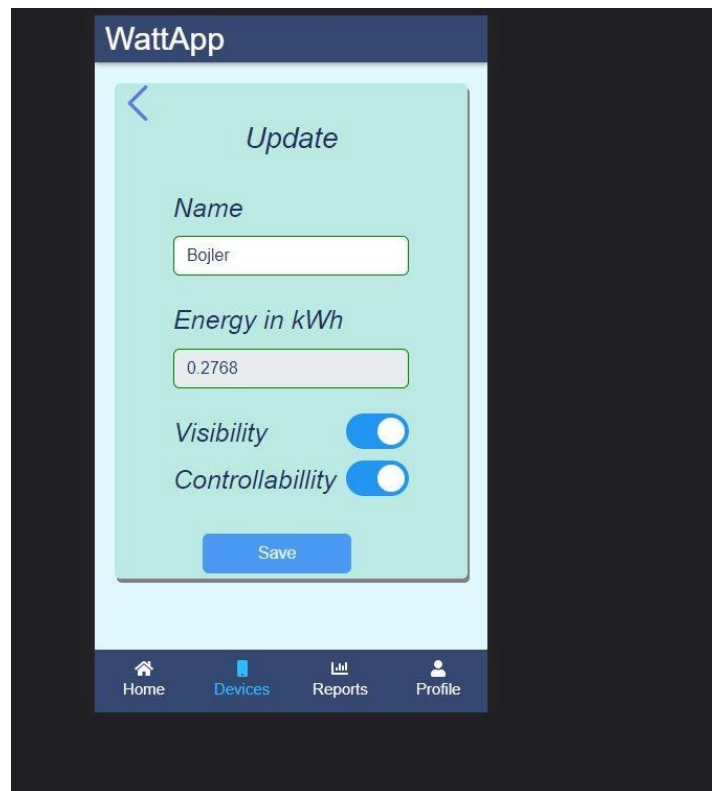 WattApp
Update
Name
Bojler
Energy in kWh
0.2768
Visibility
Controllabillity
Save
Home Devices Reports Profile